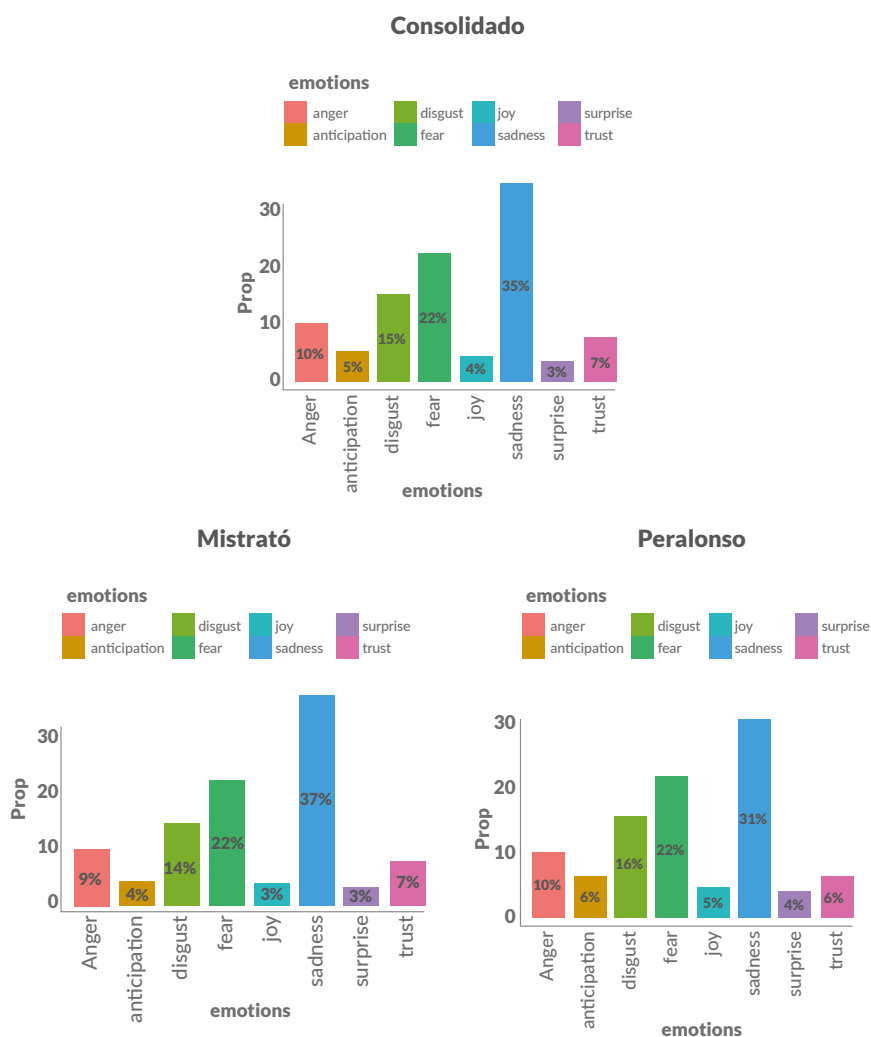 Consolidado
emotions
anger disgust joy surprise
anticipation fear sadness trust
30
20
10
0
Prop
10% 5% 15% 22% 4% 35% 3% 7%
Anger anticipation disgust fear joy sadness surprise trust
emotions
Mistrató
emotions
anger disgust joy surprise
anticipation fear sadness trust
30
20
10
0
Prop
9% 4% 14% 22% 3% 37% 3% 7%
Anger anticipation disgust fear joy sadness surprise trust
emotions
Peralonso
emotions
anger disgust joy surprise
anticipation fear sadness trust
30
20
10
0
Prop
10% 6% 16% 22% 5% 31% 4% 6%
Anger anticipation disgust fear joy sadness surprise trust
emotions